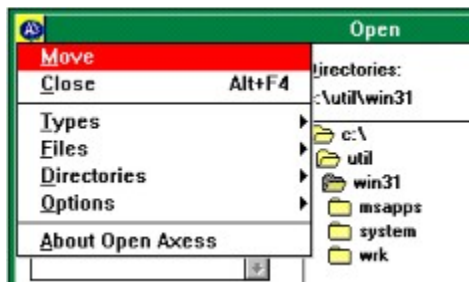 Open
Move
Close Alt+F4
Types
Files
Directories
Options
About Open Axess
irectories:
:\util\win31
c:\
util
win31
msapps
system
wrk